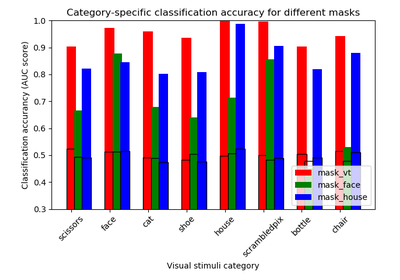 Category-specific classification accuracy for different masks
Classification accurancy (AUC score)
1.0
0.9
0.8
0.7
0.6
0.5
0.4
0.3
mask_vt
mask_face
mask_house
scissors
face
cat
shoe
house
scrambledpix
bottle
chair
Visual stimuli category